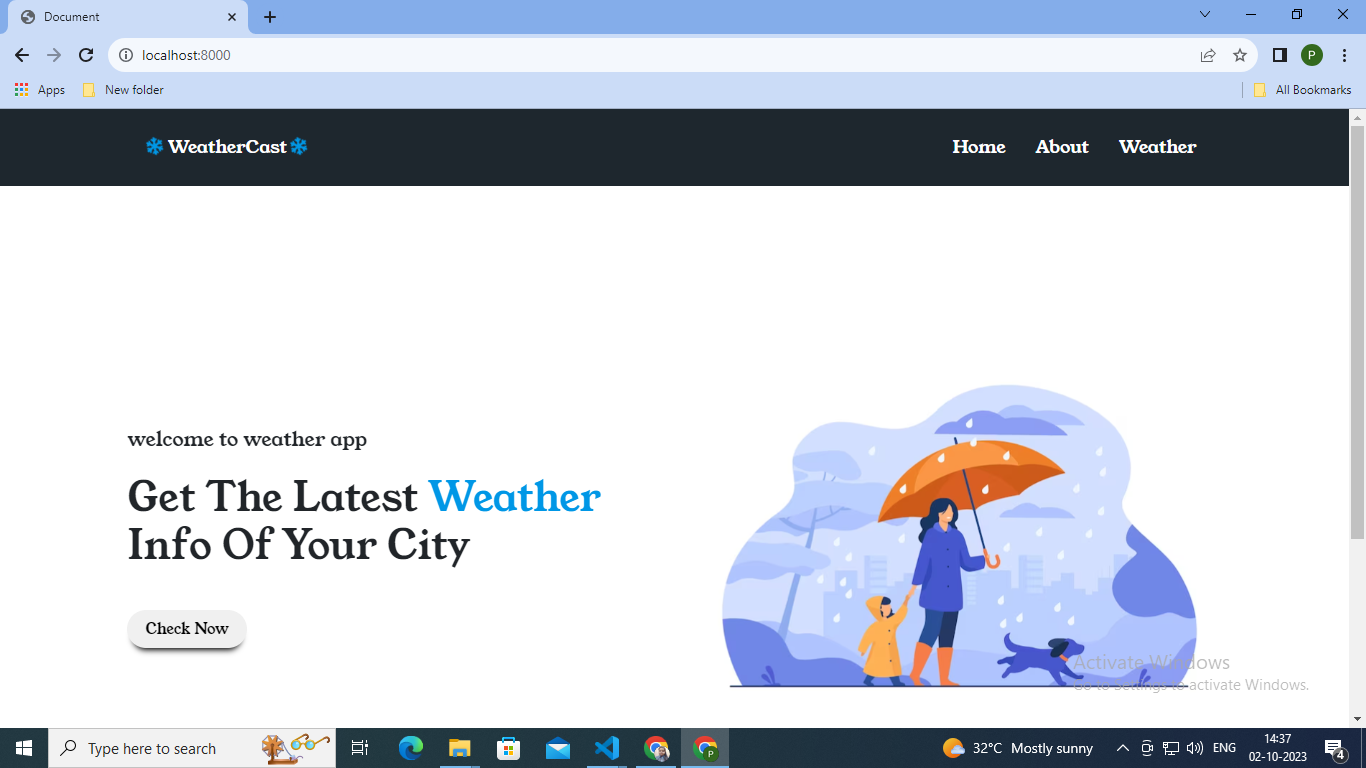 Document
localhost:8000
P
Apps
New folder
All Bookmarks
WeatherCast
Home
About
Weather
welcome to weather app
Get The Latest Weather
Info Of Your City
Check Now
Activate Windows
Go to Settings to activate Windows.
Type here to search
P
32°C Mostly sunny
ENG
14:37
02-10-2023
4